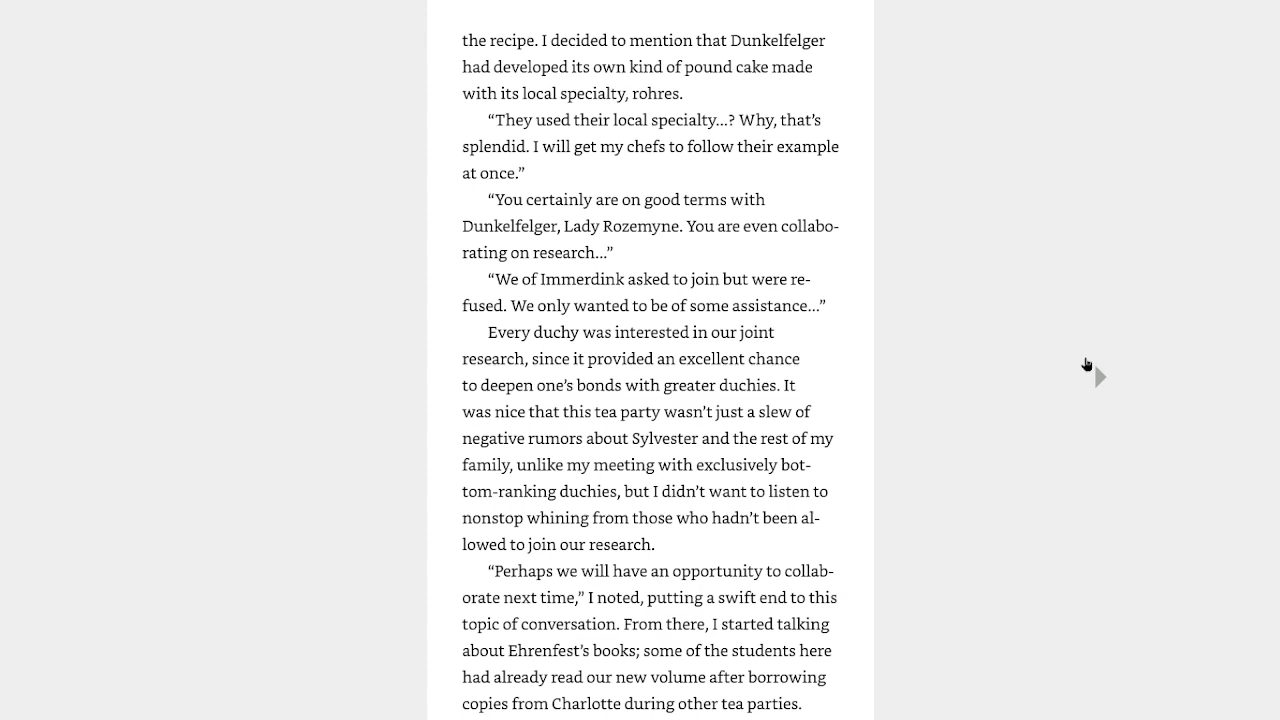 the recipe. I decided to mention that Dunkelfelger
had developed its own kind of pound cake made
with its local specialty, rohres.
“They used their local specialty...? Why, that’s
splendid. I will get my chefs to follow their example
at once.”
“You certainly are on good terms with
Dunkelfelger, Lady Rozemyne. You are even collabo-
rating on research...”
“We of Immerdink asked to join but were re-
fused. We only wanted to be of some assistance...”
Every duchy was interested in our joint
research, since it provided an excellent chance
to deepen one’s bonds with greater duchies. It
was nice that this tea party wasn’t just a slew of
negative rumors about Sylvester and the rest of my
family, unlike my meeting with exclusively bot-
tom-ranking duchies, but I didn’t want to listen to
nonstop whining from those who hadn’t been al-
lowed to join our research.
“Perhaps we will have an opportunity to collab-
orate next time,” I noted, putting a swift end to this
topic of conversation. From there, I started talking
about Ehrenfest’s books; some of the students here
had already read our new volume after borrowing
copies from Charlotte during other tea parties.